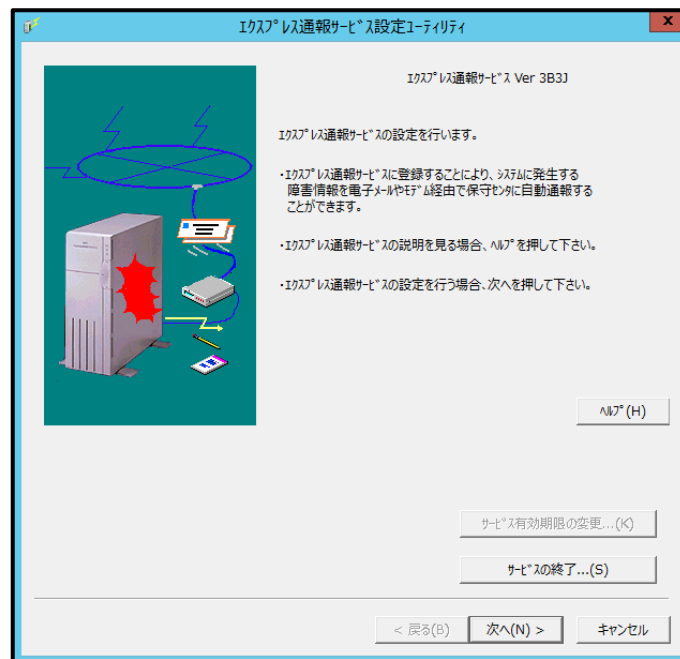 ｴｸｽﾌﾟﾚｽ通報ｻｰﾋﾞｽ設定ﾕｰﾃｨﾘﾃｨ
x
ｴｸｽﾌﾟﾚｽ通報ｻｰﾋﾞｽ Ver 3B3J
ｴｸｽﾌﾟﾚｽ通報ｻｰﾋﾞｽの設定を行います。
・ｴｸｽﾌﾟﾚｽ通報ｻｰﾋﾞｽに登録することにより、ｼｽﾃﾑに発生する
障害情報を電子ﾒｰﾙやﾓﾃﾞﾑ経由で保守ｾﾝﾀに自動通報する
ことができます。
・ｴｸｽﾌﾟﾚｽ通報ｻｰﾋﾞｽの説明を見る場合、ﾍﾙﾌﾟを押して下さい。
・ｴｸｽﾌﾟﾚｽ通報ｻｰﾋﾞｽの設定を行う場合、次へを押して下さい。
ﾍﾙﾌﾟ(H)
ｻｰﾋﾞｽ有効期限の変更...(K)
ｻｰﾋﾞｽの終了...(S)
< 戻る(B) 次へ(N) > キャンセル